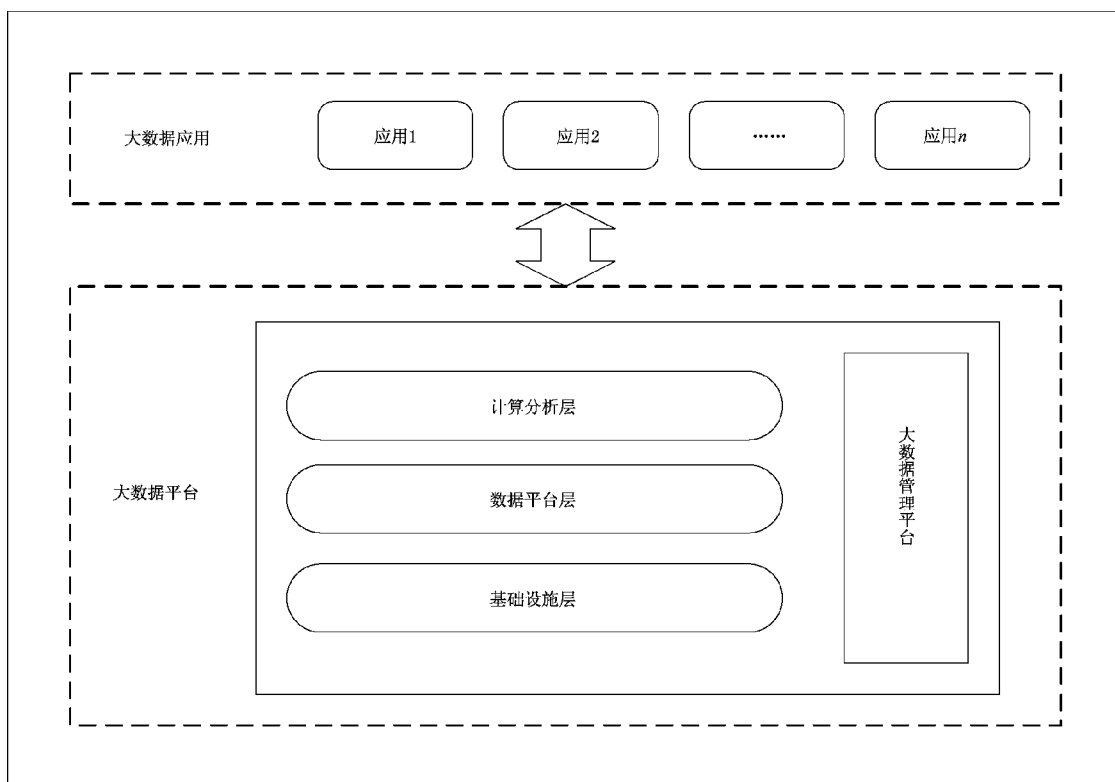 大数据应用
应用1
应用2
……
应用n
计算分析层
大数据平台
数据平台层
大数据管理平台
基础设施层